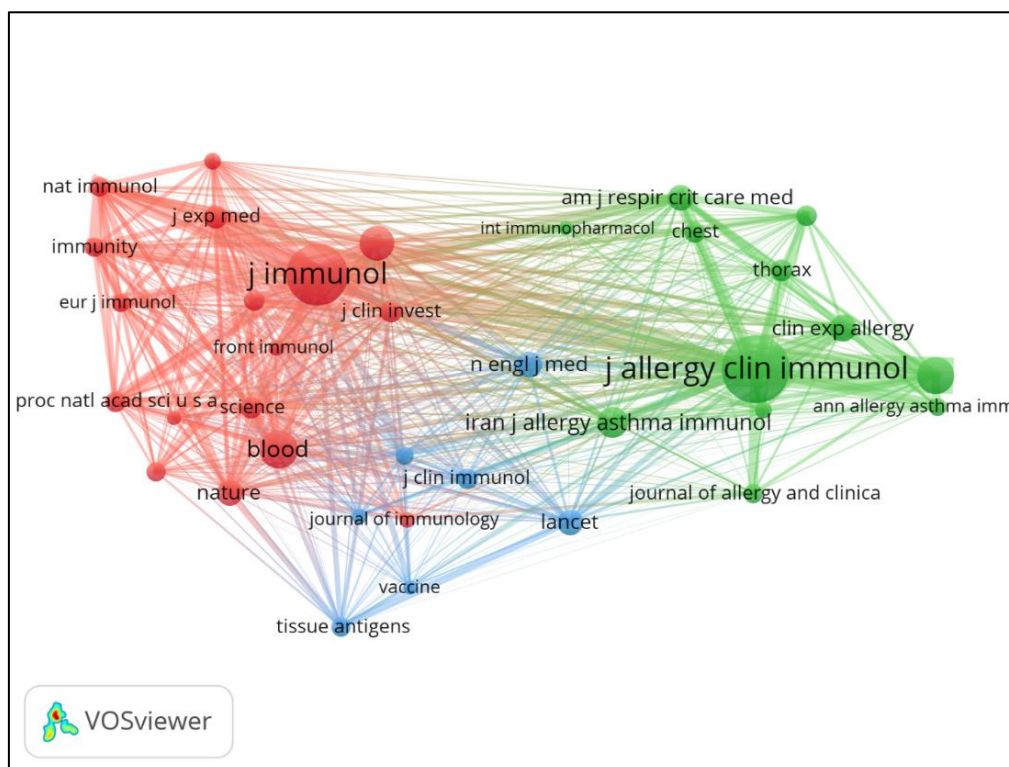 nat immunol
am j respir crit care med
j exp med
int immunopharmacol
chest
immunity
thorax
j immunol
eur j immunol
j clin invest
clin exp allergy
front immunol
n engl j med
j allergy clin immunol
proc natl acad sci u s a
science
ann allergy asthma imm
iran j allergy asthma immunol
blood
j clin immunol
nature
journal of allergy and clinica
journal of immunology
lancet
vaccine
tissue antigens
VOSviewer